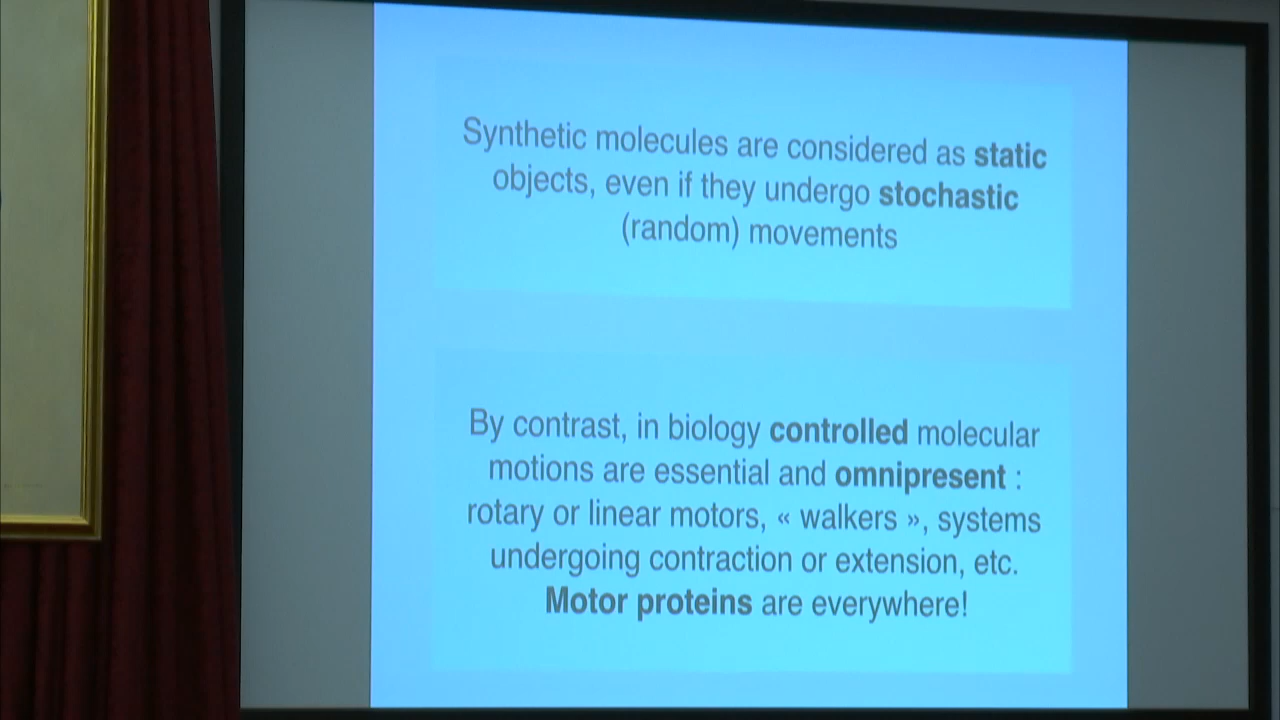 Synthetic molecules are considered as static
objects, even if they undergo stochastic
(random) movements
By contrast, in biology controlled molecular
motions are essential and omnipresent :
rotary or linear motors, « walkers », systems
undergoing contraction or extension, etc.
Motor proteins are everywhere!